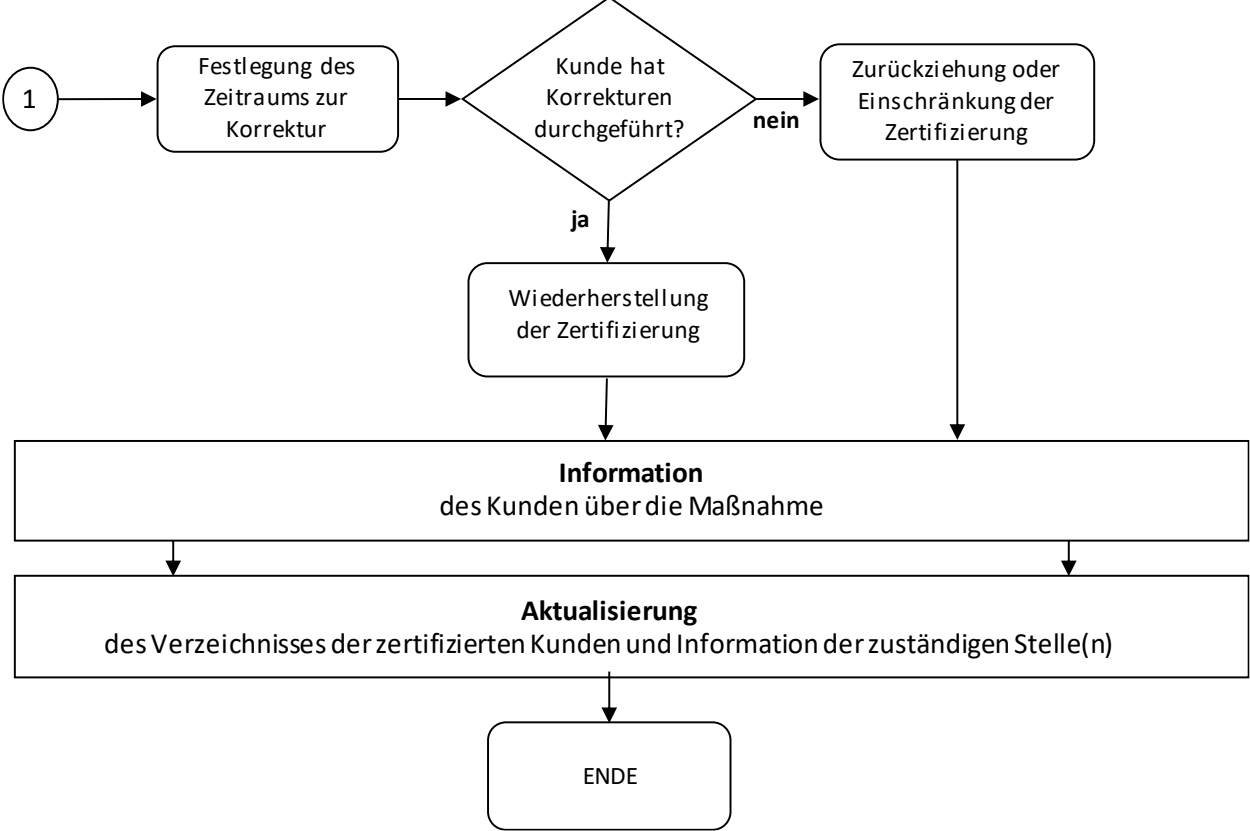 1
Festlegung des
Zeitraums zur
Korrektur
Kunde hat
Korrekturen
durchgeführt?
nein
Zurückziehung oder
Einschränkung der
Zertifizierung
ja
Wiederherstellung
der Zertifizierung
Information
des Kunden über die Maßnahme
Aktualisierung
des Verzeichnisses der zertifizierten Kunden und Information der zuständigen Stelle(n)
ENDE